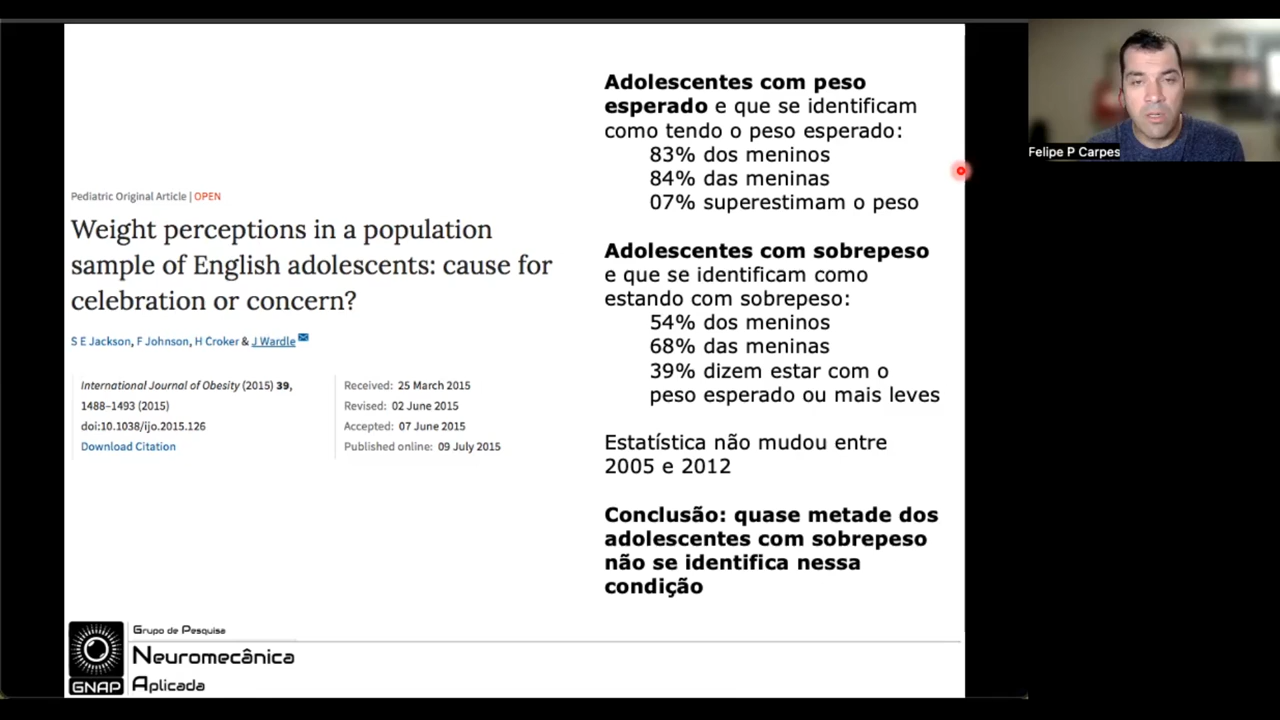 Pediatric Original Article | OPEN
Weight perceptions in a population
sample of English adolescents: cause for
celebration or concern?
S E Jackson, F Johnson, H Croker & J Wardle
International Journal of Obesity (2015) 39,
1488–1493 (2015)
doi:10.1038/ijo.2015.126
Download Citation
Received: 25 March 2015
Revised: 02 June 2015
Accepted: 07 June 2015
Published online: 09 July 2015
Adolescentes com peso
esperado e que se identificam
como tendo o peso esperado:
83% dos meninos
84% das meninas
07% superestimam o peso
Adolescentes com sobrepeso
e que se identificam como
estando com sobrepeso:
54% dos meninos
68% das meninas
39% dizem estar com o
peso esperado ou mais leves
Estatística não mudou entre
2005 e 2012
Conclusão: quase metade dos
adolescentes com sobrepeso
não se identifica nessa
condição
GNAP
Grupo de Pesquisa
Neuromecânica
Aplicada
Felipe P Carpes